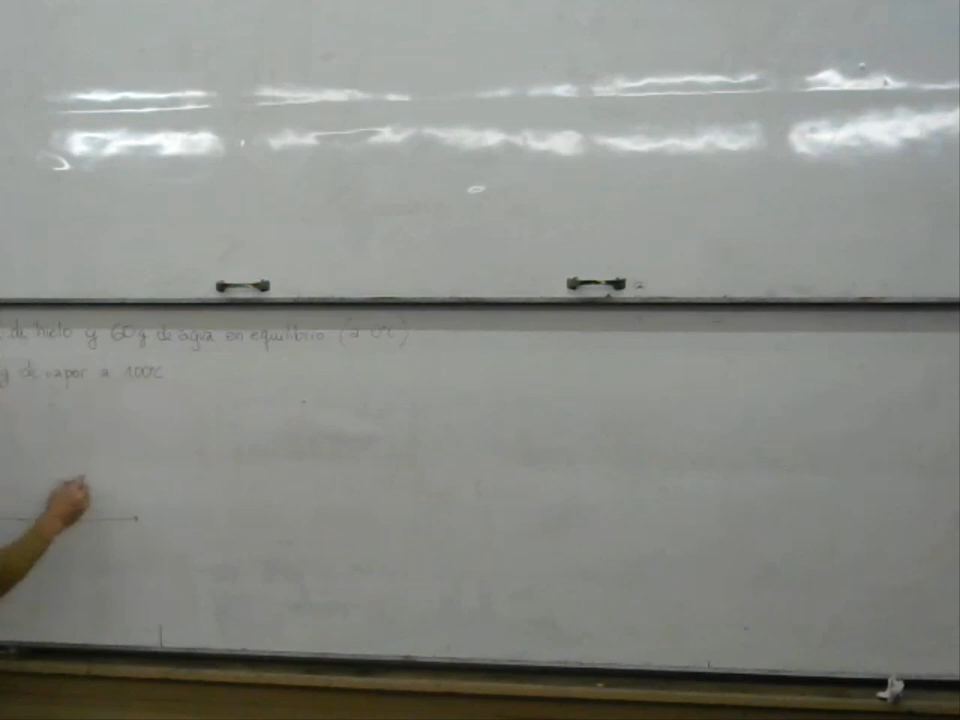 de hielo y 60g de agua en equilibrio (a 0°C)
g de vapor a 100°C